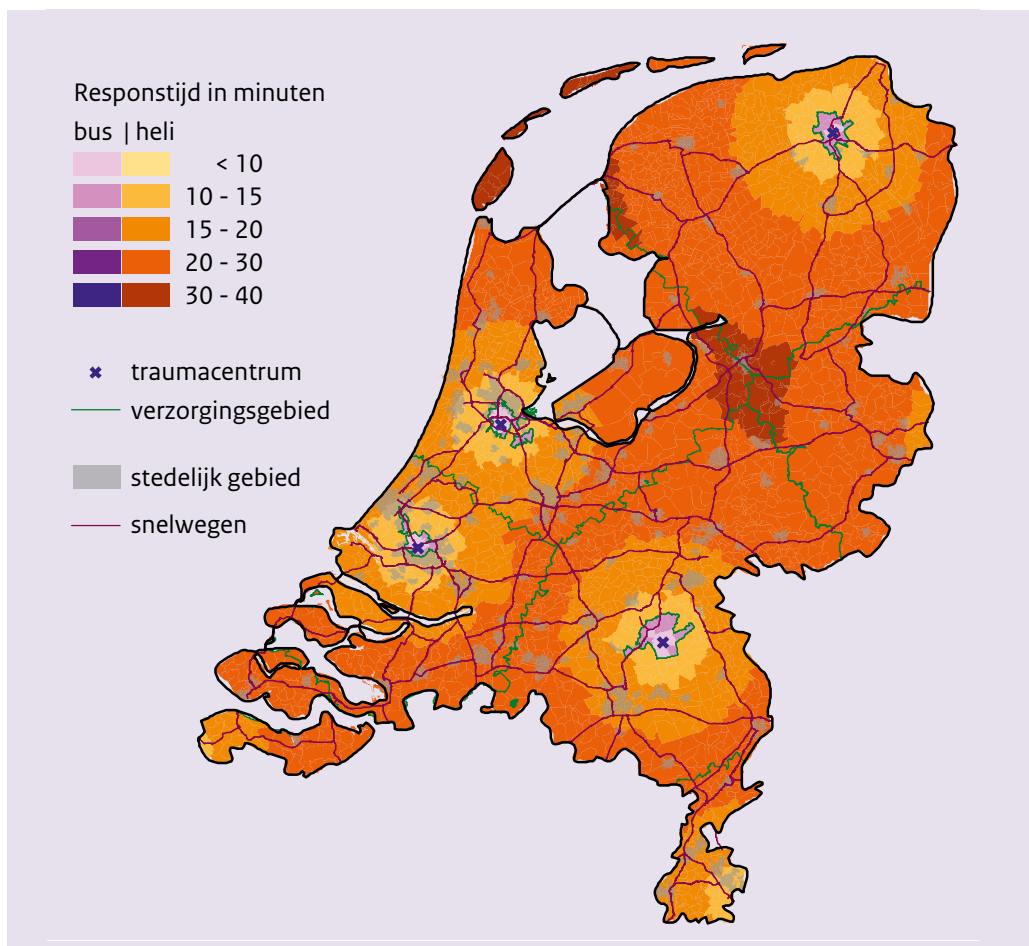 Responstijd in minuten
bus | heli
< 10
10 - 15
15 - 20
20 - 30
30 - 40
traumacentrum
verzorgingsgebied
stedelijk gebied
snelwegen